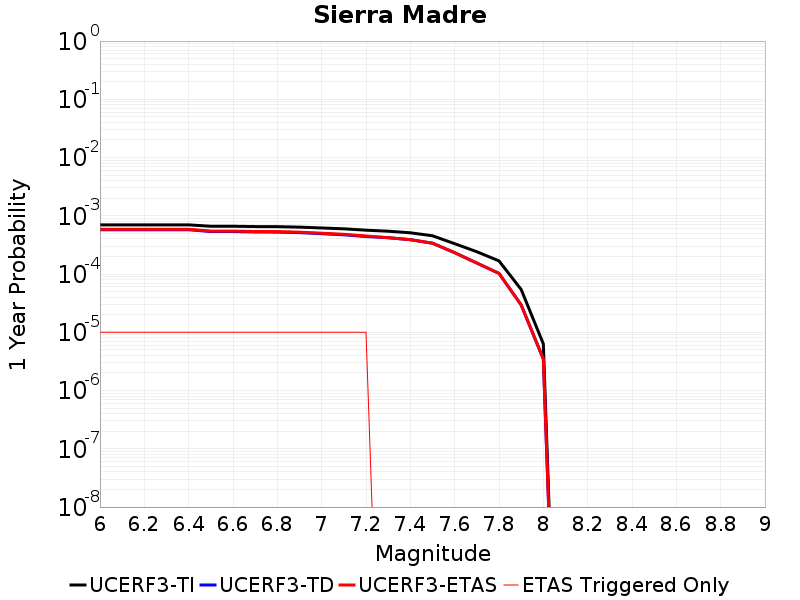 Sierra Madre
1 Year Probability
10^0
10^-1
10^-2
10^-3
10^-4
10^-5
10^-6
10^-7
10^-8
6 6.2 6.4 6.6 6.8 7 7.2 7.4 7.6 7.8 8 8.2 8.4 8.6 8.8 9
Magnitude
UCERF3-TI UCERF3-TD UCERF3-ETAS ETAS Triggered Only